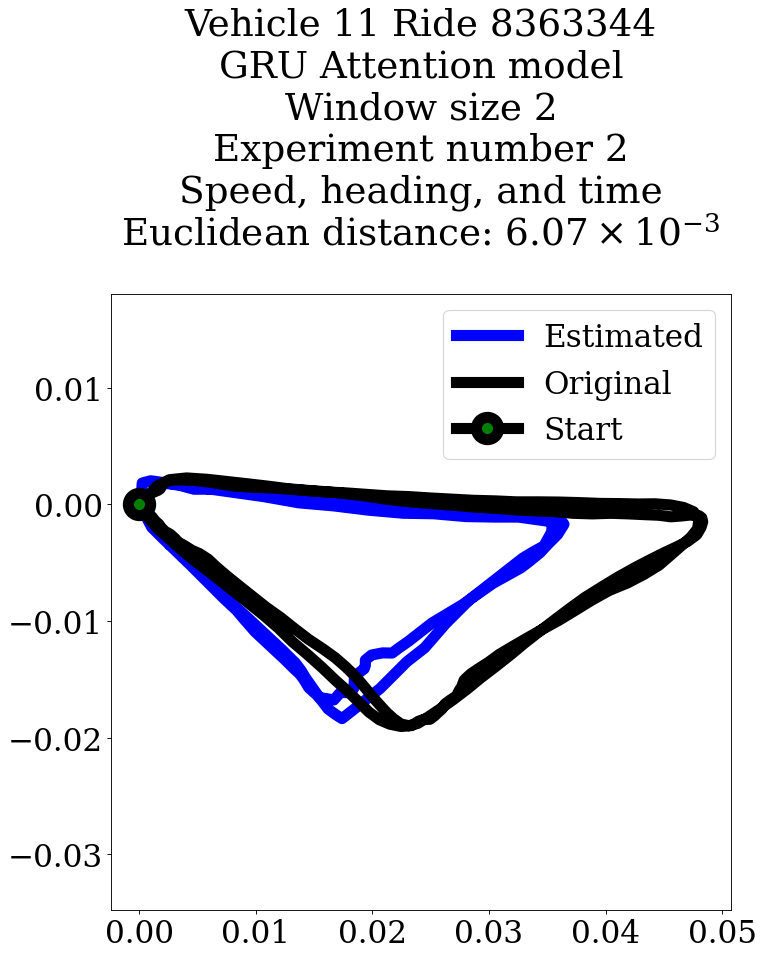 Vehicle 11 Ride 8363344
GRU Attention model
Window size 2
Experiment number 2
Speed, heading, and time
Euclidean distance: 6.07 × 10⁻³
Estimated
Original
Start
0.01
0.00
−0.01
−0.02
−0.03
0.00 0.01 0.02 0.03 0.04 0.05